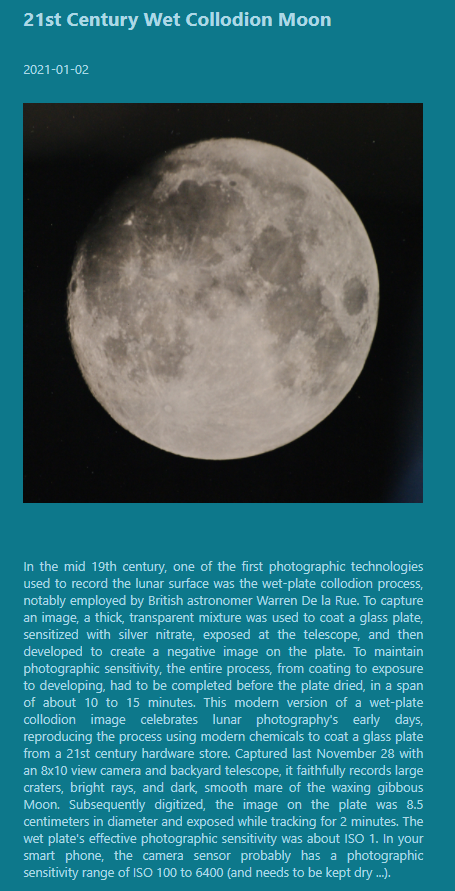 21st Century Wet Collodion Moon
2021-01-02
In the mid 19th century, one of the first photographic technologies
used to record the lunar surface was the wet-plate collodion process,
notably employed by British astronomer Warren De la Rue. To capture
an image, a thick, transparent mixture was used to coat a glass plate,
sensitized with silver nitrate, exposed at the telescope, and then
developed to create a negative image on the plate. To maintain
photographic sensitivity, the entire process, from coating to exposure
to developing, had to be completed before the plate dried, in a span
of about 10 to 15 minutes. This modern version of a wet-plate
collodion image celebrates lunar photography's early days,
reproducing the process using modern chemicals to coat a glass plate
from a 21st century hardware store. Captured last November 28 with
an 8x10 view camera and backyard telescope, it faithfully records large
craters, bright rays, and dark, smooth mare of the waxing gibbous
Moon. Subsequently digitized, the image on the plate was 8.5
centimeters in diameter and exposed while tracking for 2 minutes. The
wet plate's effective photographic sensitivity was about ISO 1. In your
smart phone, the camera sensor probably has a photographic
sensitivity range of ISO 100 to 6400 (and needs to be kept dry ...).